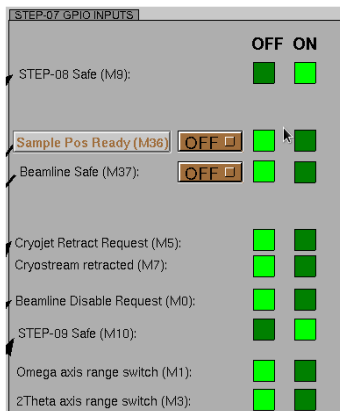 STEP-07 GPIO INPUTS
OFF ON
STEP-08 Safe (M9):
Sample Pos Ready (M36) OFF
Beamline Safe (M37): OFF
Cryojet Retract Request (M5):
Cryostream retracted (M7):
Beamline Disable Request (M0):
STEP-09 Safe (M10):
Omega axis range switch (M1):
2Theta axis range switch (M3):